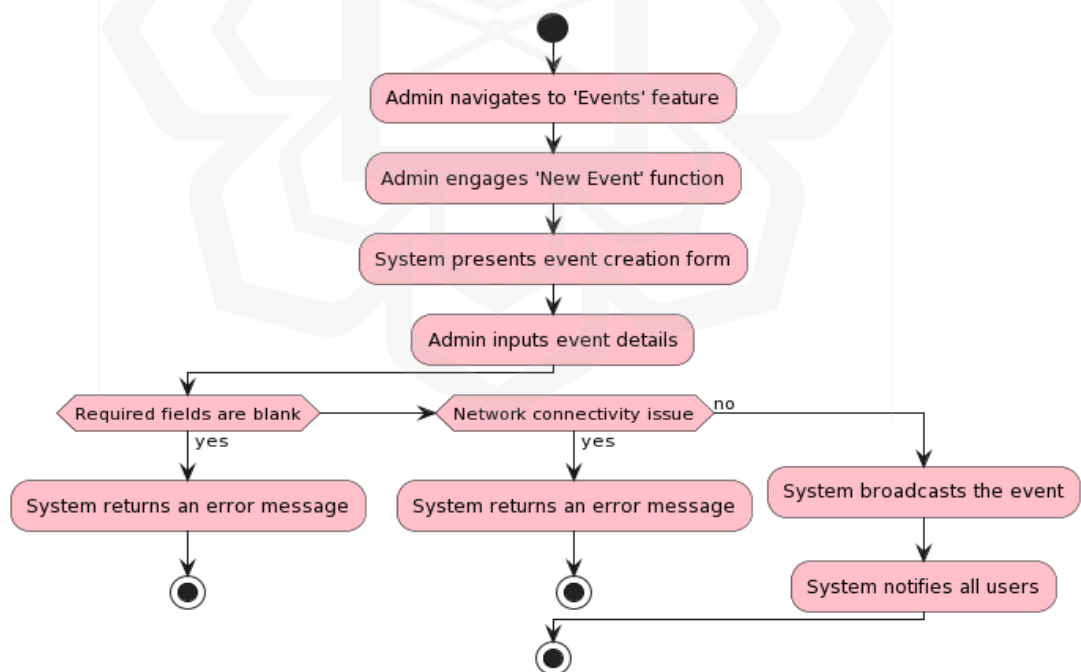 Admin navigates to 'Events' feature
Admin engages 'New Event' function
System presents event creation form
Admin inputs event details
Required fields are blank
Network connectivity issue
no
yes
yes
System returns an error message
System returns an error message
System broadcasts the event
System notifies all users